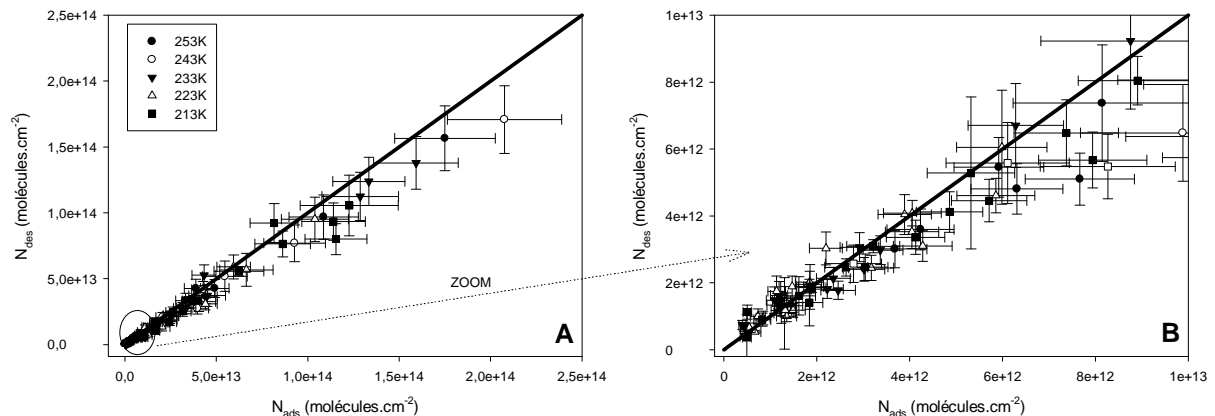 2,5e+14
2,0e+14
1,5e+14
1,0e+14
5,0e+13
0,0
N_des (molécules.cm-2)
253K
243K
233K
223K
213K
ZOOM
A
0,0 5,0e+13 1,0e+14 1,5e+14 2,0e+14 2,5e+14
N_ads (molécules.cm-2)
1e+13
8e+12
6e+12
4e+12
2e+12
0
N_des (molécules.cm-2)
B
0 2e+12 4e+12 6e+12 8e+12 1e+13
N_ads (molécules.cm-2)